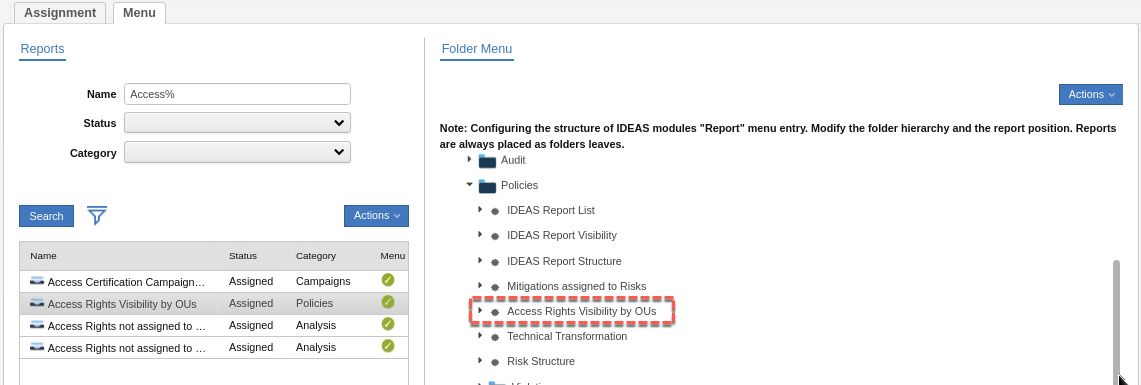 Assignment
Menu
Reports
Name
Access%
Status
Category
Search
Actions
Name Status Category Menu
Access Certification Campaign... Assigned Campaigns
Access Rights Visibility by OUs Assigned Policies
Access Rights not assigned to ... Assigned Analysis
Access Rights not assigned to ... Assigned Analysis
Folder Menu
Actions
Note: Configuring the structure of IDEAS modules "Report" menu entry. Modify the folder hierarchy and the report position. Reports
are always placed as folders leaves.
Audit
Policies
IDEAS Report List
IDEAS Report Visibility
IDEAS Report Structure
Mitigations assigned to Risks
Access Rights Visibility by OUs
Technical Transformation
Risk Structure